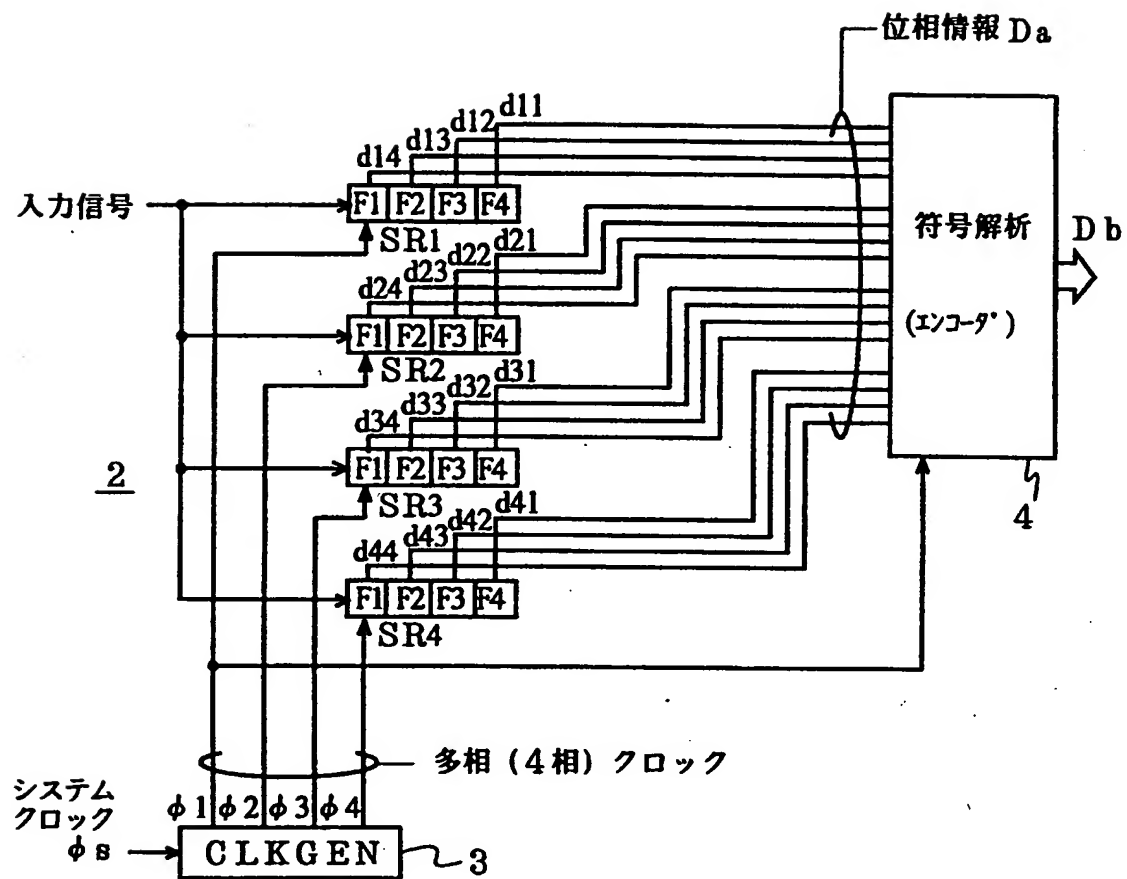 位相情報 Da
d11
d12
d13
d14
入力信号
F1 F2 F3 F4
SR1
d21
d22
d23
d24
符号解析
(エンコーダ)
Db
F1 F2 F3 F4
SR2
d31
d32
d33
d34
2
F1 F2 F3 F4
SR3
4
d41
d42
d43
d44
F1 F2 F3 F4
SR4
多相 (4相) クロック
システム
クロック
φs
φ1 φ2 φ3 φ4
CLKGEN
3